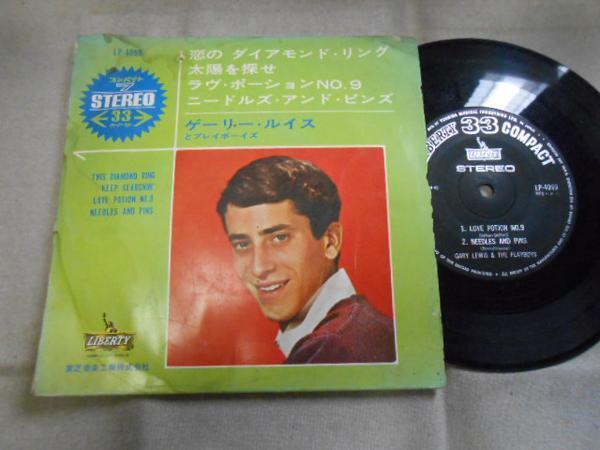 LP-4099
コンパクト
STEREO
33
恋の ダイアモンド・リング
太陽を探せ
ラヴ・ポーションNO.9
ニードルズ・アンド・ピンズ
ゲーリー・ルイス
とプレイボーイズ
THIS DIAMOND RING
KEEP SEARCHIN'
LOVE POTION NO.9
NEEDLES AND PINS
LIBERTY
東芝音楽工業株式会社
LIBERTY 33 COMPACT
LIBERTY
STEREO
LP-4099
1. LOVE POTION NO.9
2. NEEDLES AND PINS
GARY LEWIS & THE PLAYBOYS